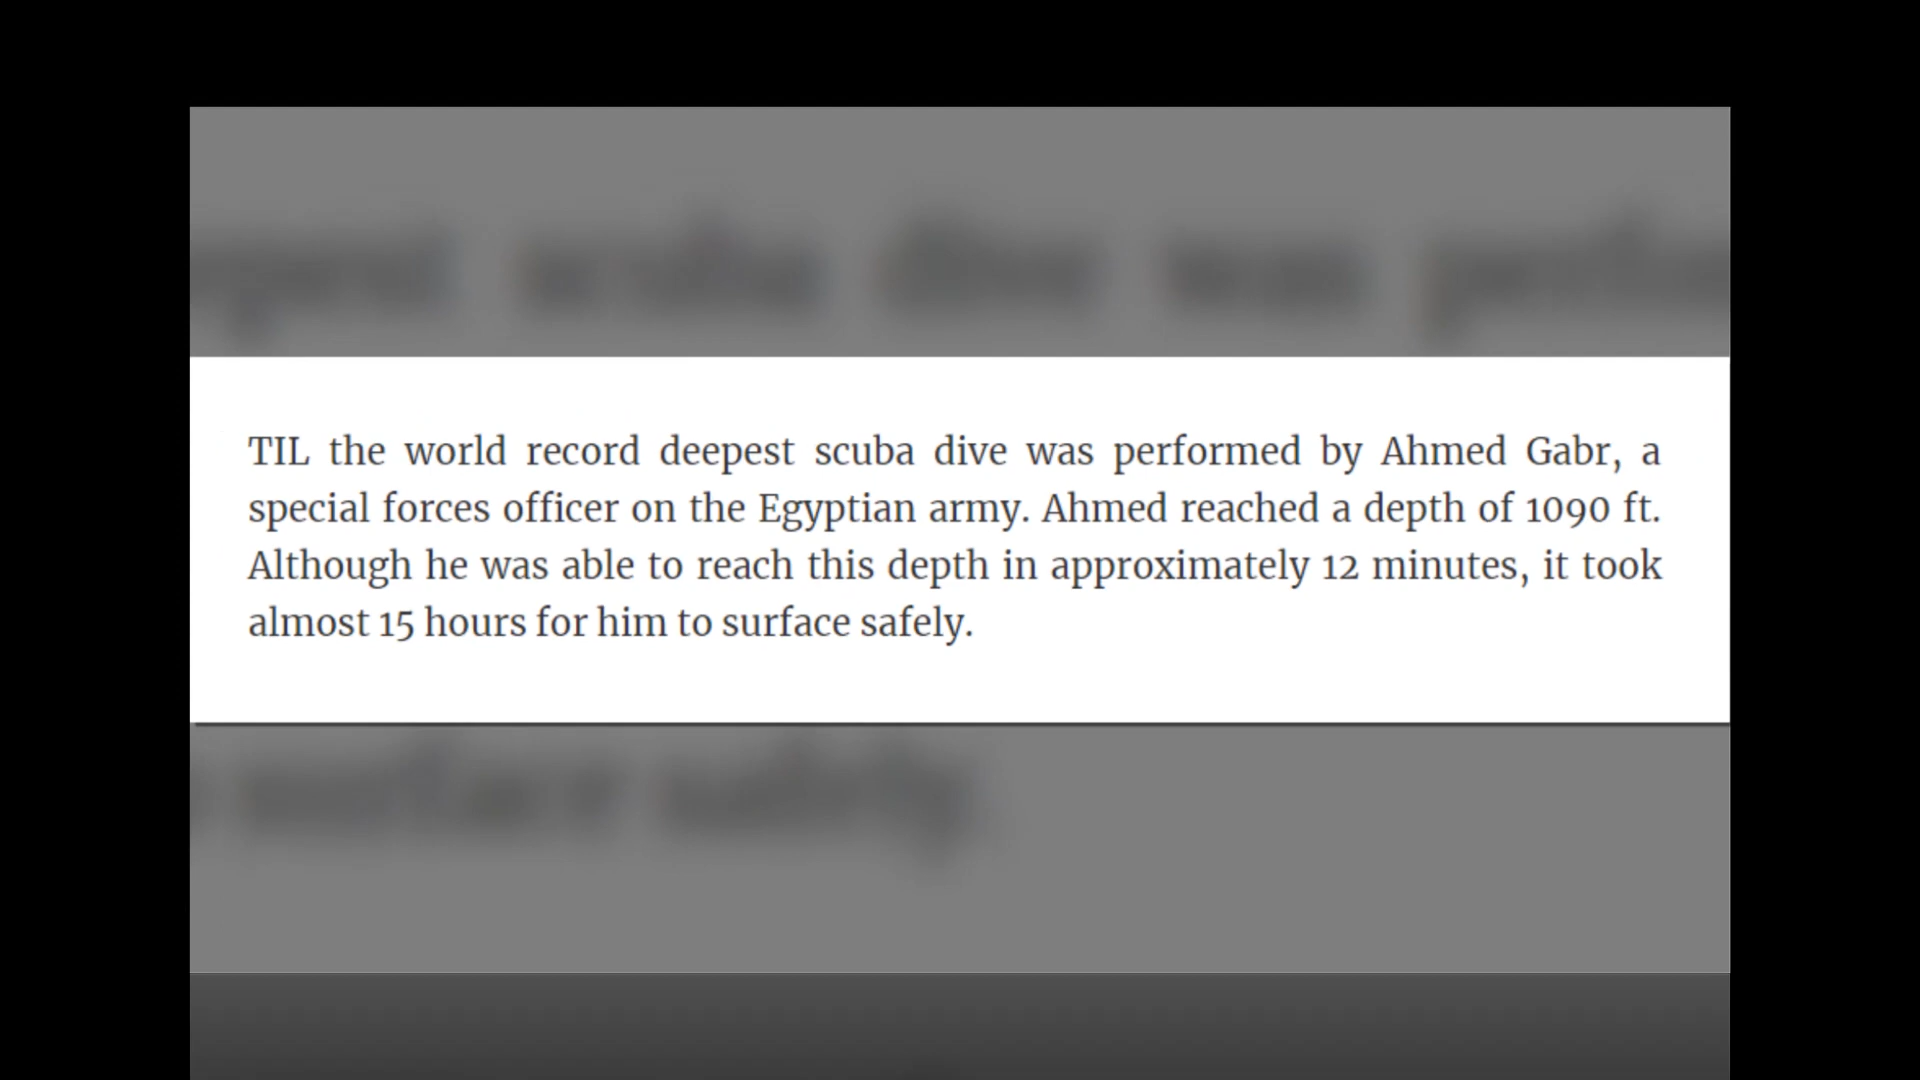 TIL the world record deepest scuba dive was performed by Ahmed Gabr, a
special forces officer on the Egyptian army. Ahmed reached a depth of 1090 ft.
Although he was able to reach this depth in approximately 12 minutes, it took
almost 15 hours for him to surface safely.